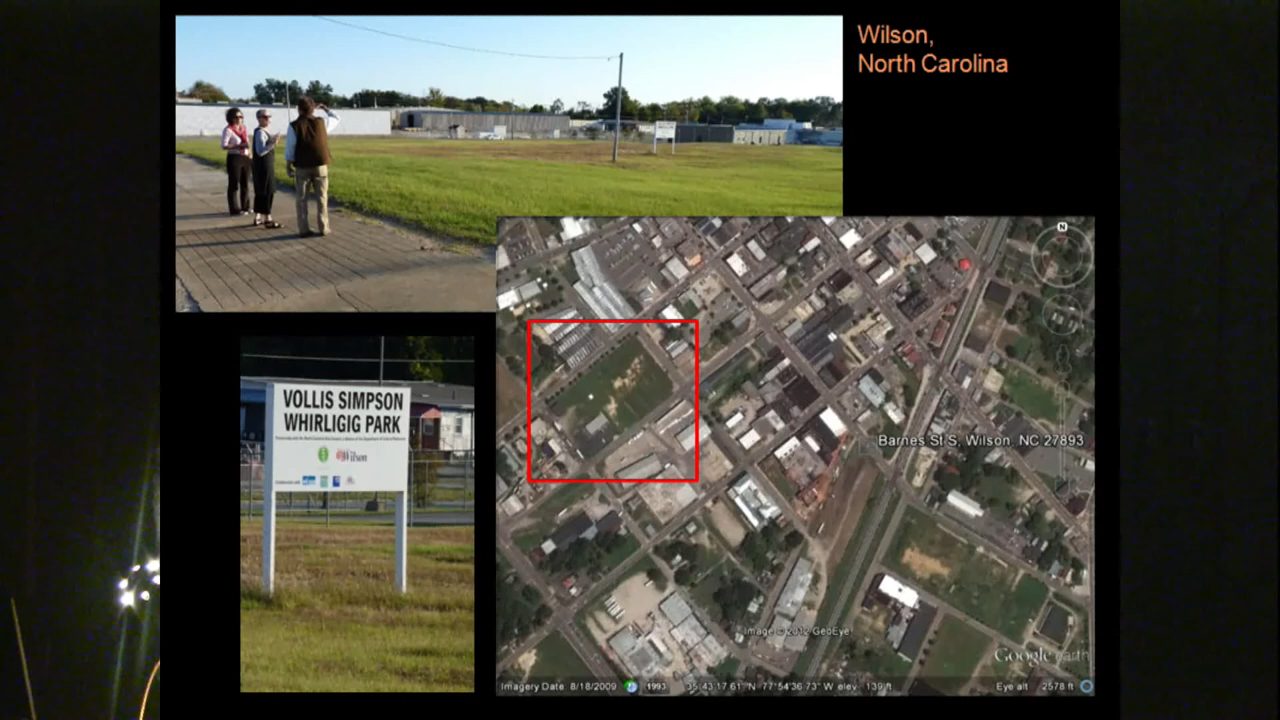 Wilson,
North Carolina
VOLLIS SIMPSON
WHIRLIGIG PARK
Wilson
N
Barnes St S, Wilson, NC 27893
Image © 2012 GeoEye
Google earth
Imagery Date: 8/18/2009
1993
35°43'17.61" N
77°54'36.73" W
elev 139 ft
Eye alt 2578 ft